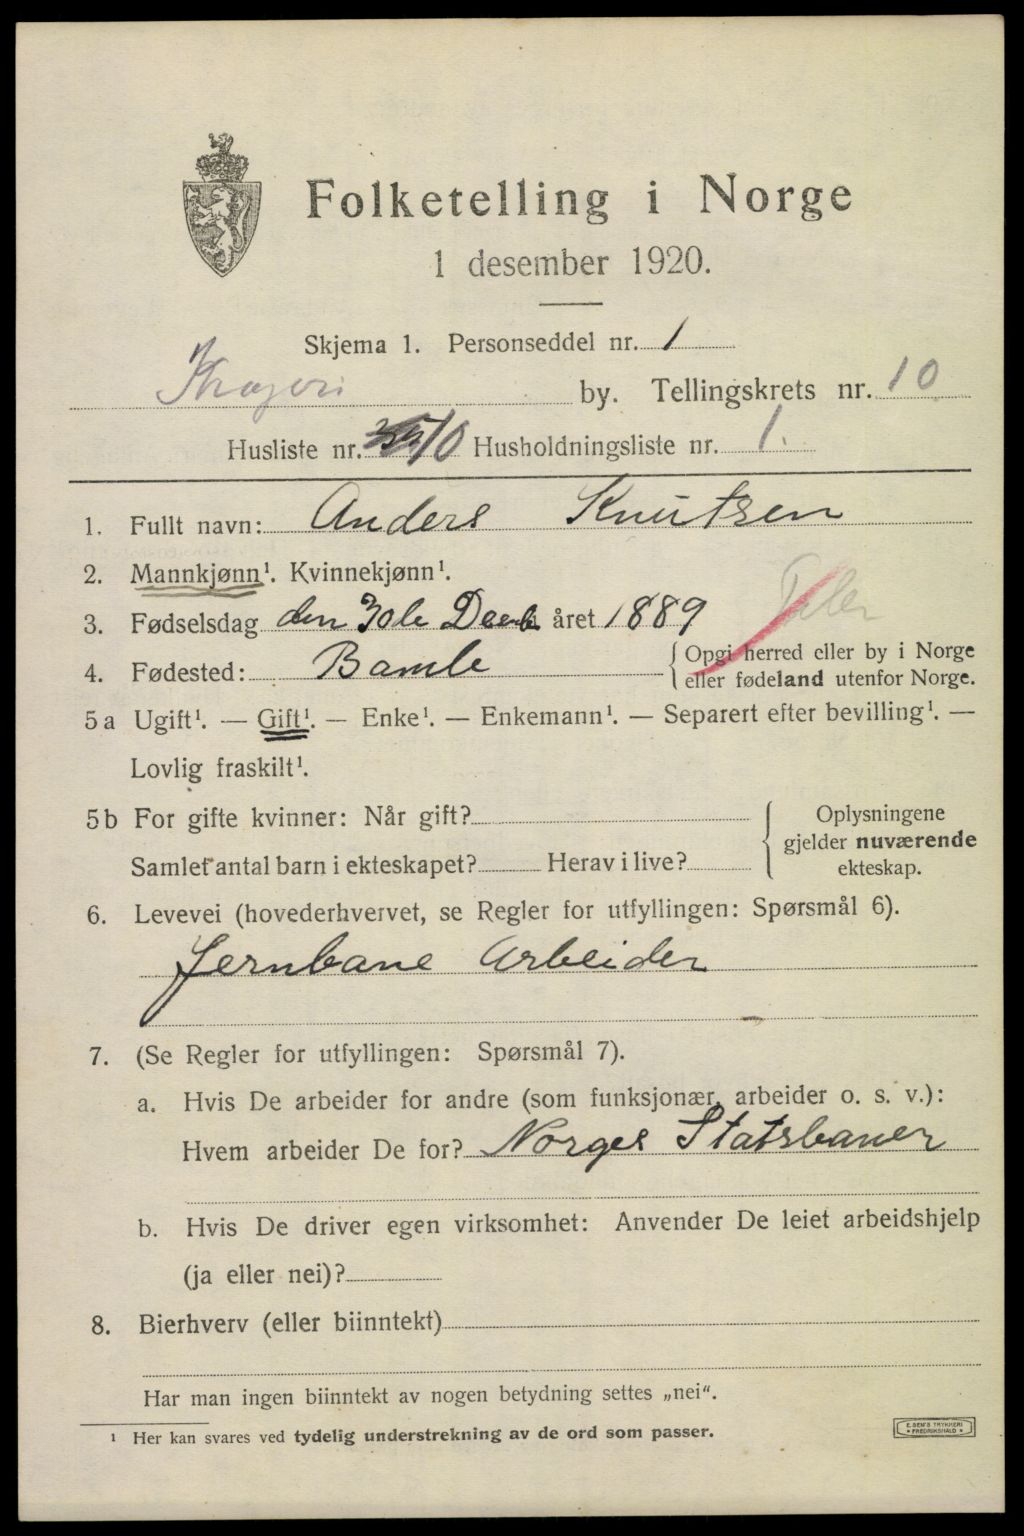 Folketelling i Norge
1 desember 1920.
Skjema 1. Personseddel nr. 1
Kragerö by. Tellingskrets nr. 10
Husliste nr. 10 Husholdningsliste nr. 1.
1. Fullt navn: Anders Knutsen
2. Mannkjønn¹. Kvinnekjønn¹.
3. Fødselsdag den 30te Decmb året 1889
4. Fødested: Bamle { Opgi herred eller by i Norge
eller fødeland utenfor Norge.
5a Ugift¹. — Gift¹. — Enke¹. — Enkemann¹. — Separert efter bevilling¹. —
Lovlig fraskilt¹.
5b For gifte kvinner: Når gift?
Samlet antal barn i ekteskapet? Herav i live?
{ Oplysningene
gjelder nuværende
ekteskap.
6. Levevei (hovederhvervet, se Regler for utfyllingen: Spørsmål 6).
Jernbane Arbeider
7. (Se Regler for utfyllingen: Spørsmål 7).
a. Hvis De arbeider for andre (som funksjonær, arbeider o. s. v.):
Hvem arbeider De for? Norges Statsbaner
b. Hvis De driver egen virksomhet: Anvender De leiet arbeidshjelp
(ja eller nei)?
8. Bierhverv (eller biinntekt)
Har man ingen biinntekt av nogen betydning settes „nei“.
¹ Her kan svares ved tydelig understrekning av de ord som passer.
E. SEM'S TRYKKERI
* FREDRIKSHALD *